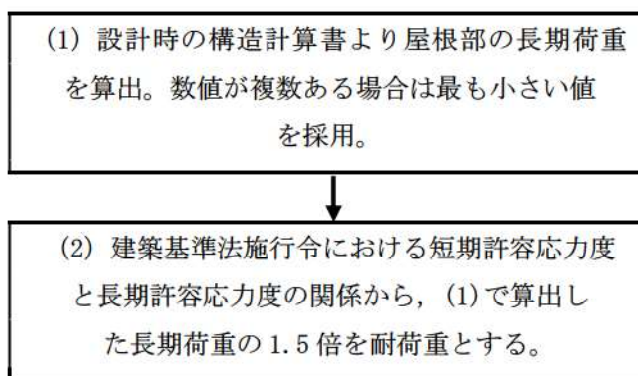 (1) 設計時の構造計算書より屋根部の長期荷重
を算出。数値が複数ある場合は最も小さい値
を採用。
(2) 建築基準法施行令における短期許容応力度
と長期許容応力度の関係から, (1)で算出し
た長期荷重の 1.5 倍を耐荷重とする。